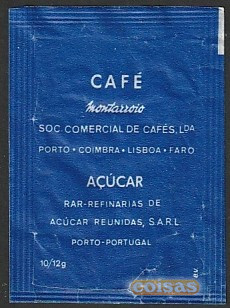 CAFÉ
montarroio
SOC. COMERCIAL DE CAFÉS, LDA
PORTO • COIMBRA • LISBOA • FARO
AÇÚCAR
RAR-REFINARIAS DE
AÇÚCAR REUNIDAS, S.A.R.L.
PORTO-PORTUGAL
10/12g
coisas